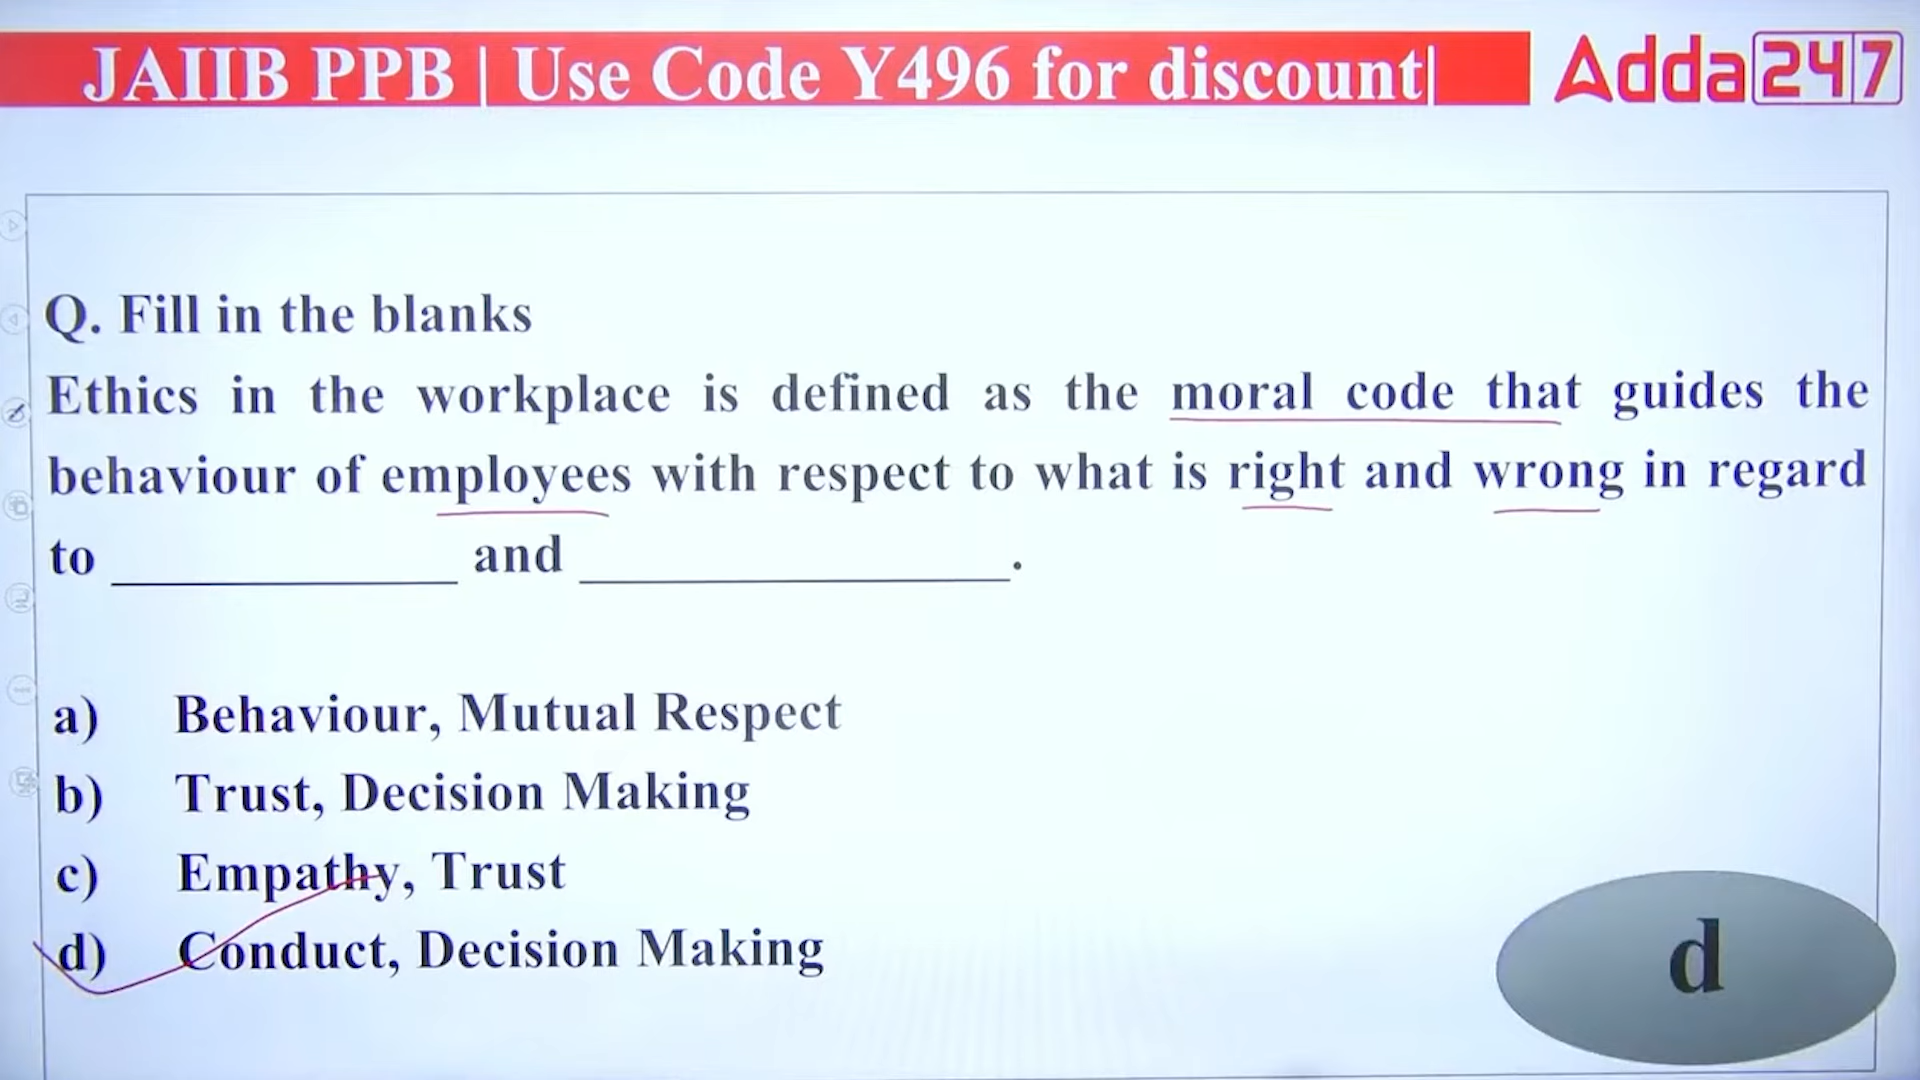 JAIIB PPB | Use Code Y496 for discount|
Adda247
Q. Fill in the blanks
Ethics in the workplace is defined as the moral code that guides the
behaviour of employees with respect to what is right and wrong in regard
to ______________ and __________________.
a) Behaviour, Mutual Respect
b) Trust, Decision Making
c) Empathy, Trust
d) Conduct, Decision Making
d